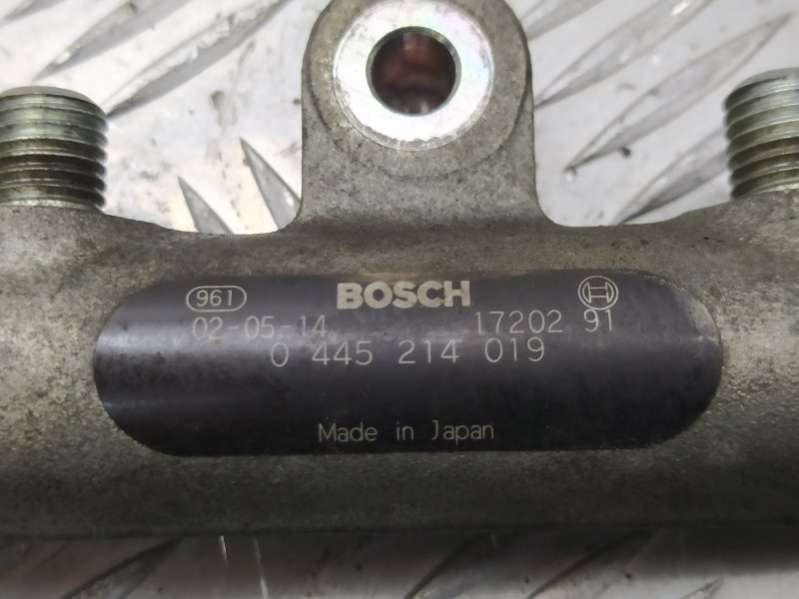 961 BOSCH
02-05-14 17202 91
0 445 214 019
Made in Japan